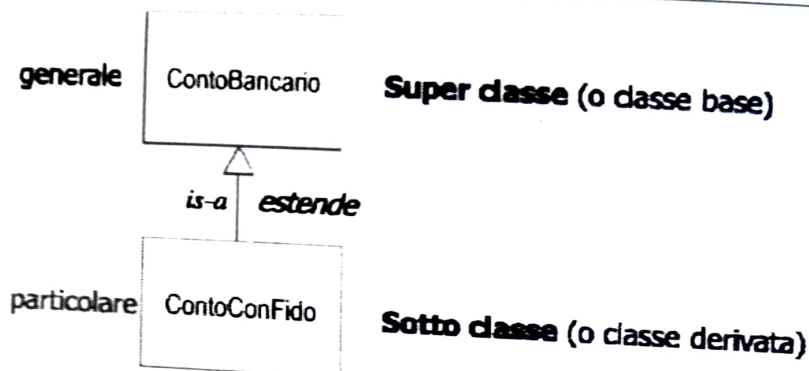 generale ContoBancario Super classe (o classe base)
is-a estende
particolare ContoConFido Sotto classe (o classe derivata)